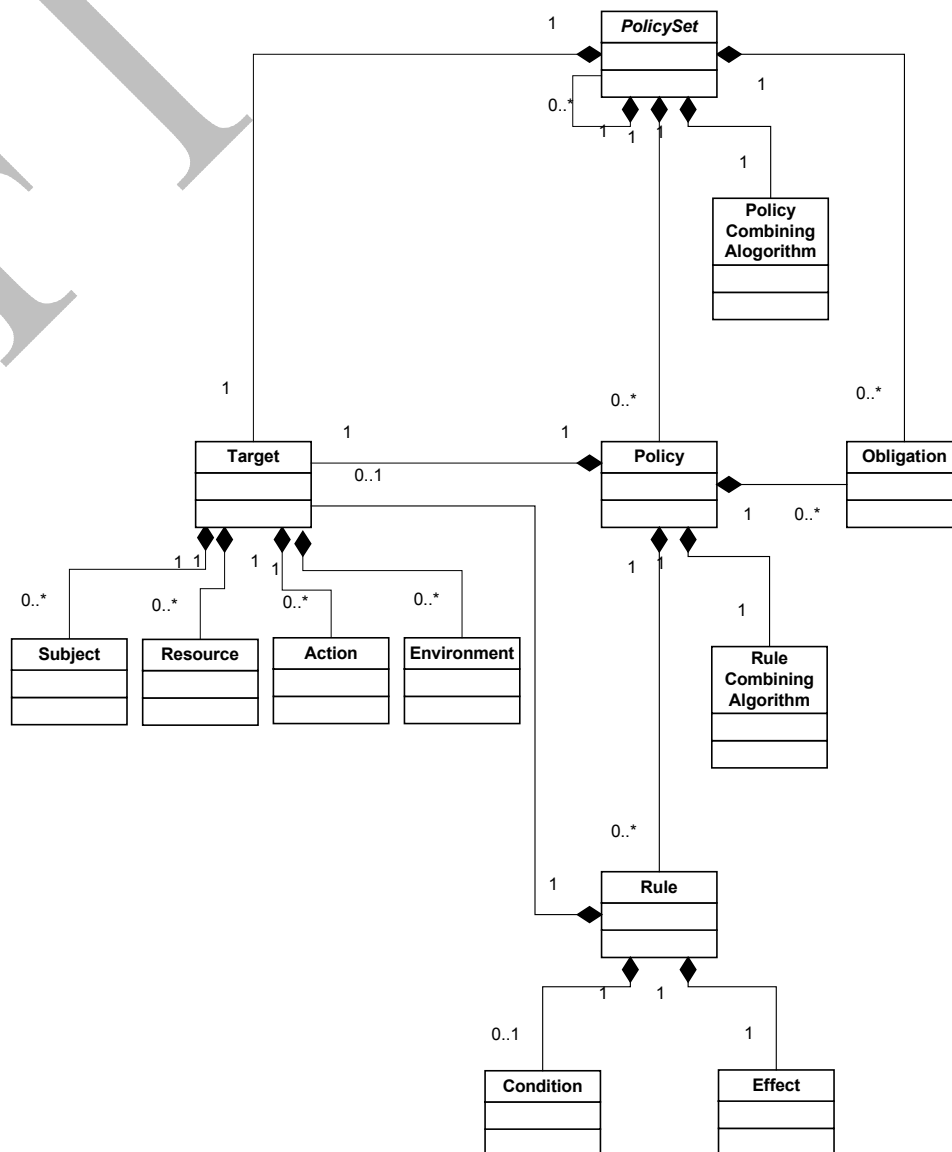 1
PolicySet
1
0..*
1
1
1
1
Policy
Combining
Alogorithm
1
0..*
0..*
1
1
Target
0..1
Policy
Obligation
1
0..*
1
1
1
1
1
1
0..*
0..*
0..*
0..*
1
Subject
Resource
Action
Environment
Rule
Combining
Algorithm
0..*
1
Rule
1
1
0..1
1
Condition
Effect